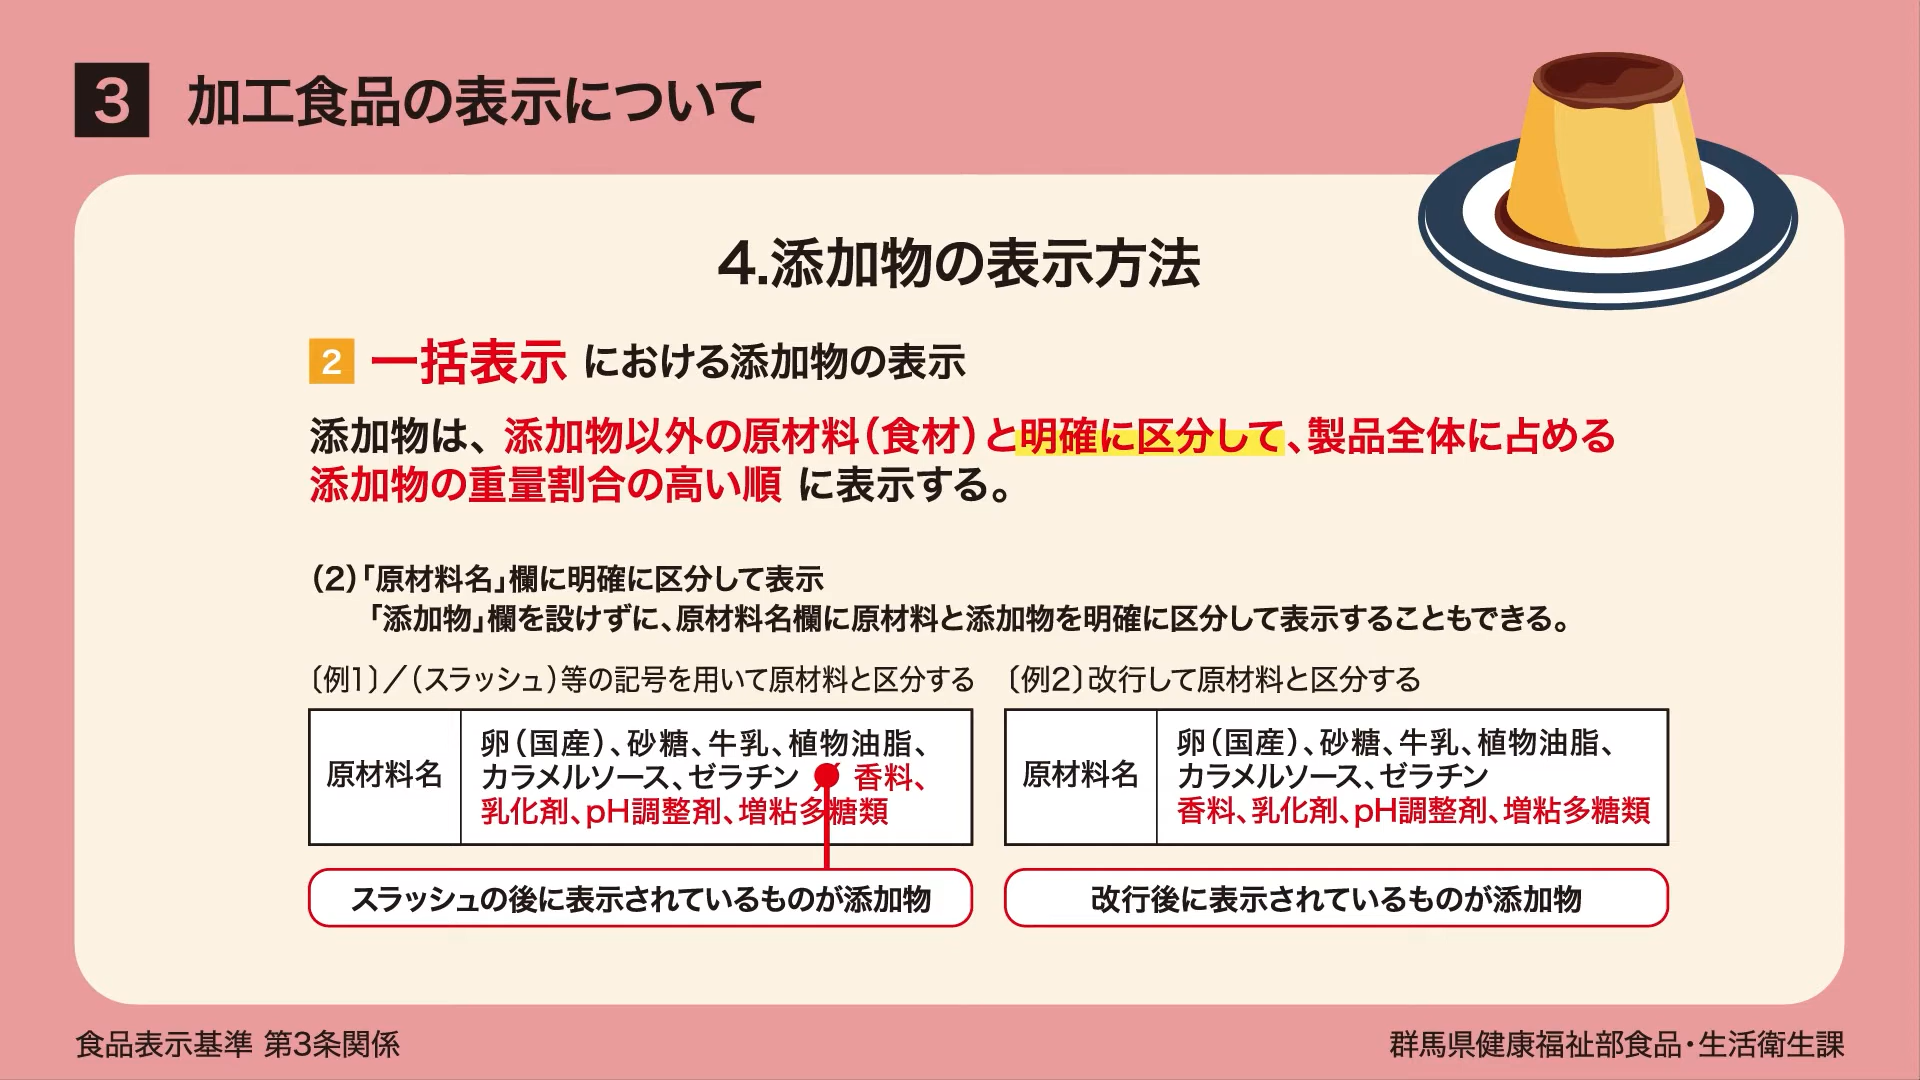 3 加工食品の表示について
4.添加物の表示方法
2 一括表示 における添加物の表示
添加物は、添加物以外の原材料(食材)と明確に区分して、製品全体に占める
添加物の重量割合の高い順 に表示する。
(2)「原材料名」欄に明確に区分して表示
「添加物」欄を設けずに、原材料名欄に原材料と添加物を明確に区分して表示することもできる。
〔例1〕/(スラッシュ)等の記号を用いて原材料と区分する
原材料名
卵(国産)、砂糖、牛乳、植物油脂、
カラメルソース、ゼラチン / 香料、
乳化剤、pH調整剤、増粘多糖類
スラッシュの後に表示されているものが添加物
〔例2〕改行して原材料と区分する
原材料名
卵(国産)、砂糖、牛乳、植物油脂、
カラメルソース、ゼラチン
香料、乳化剤、pH調整剤、増粘多糖類
改行後に表示されているものが添加物
食品表示基準 第3条関係
群馬県健康福祉部食品・生活衛生課